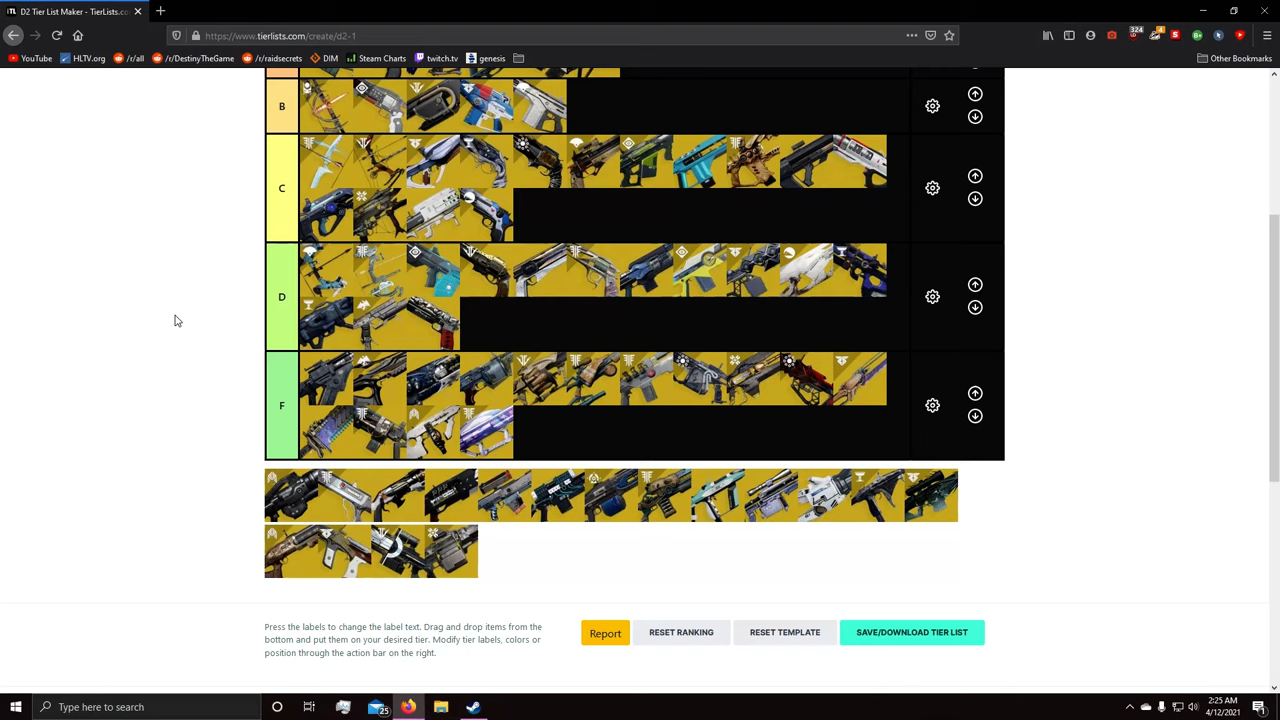 D2 Tier List Maker - TierLists.co
https://www.tierlists.com/create/d2-1
324
YouTube HLTV.org /r/all /r/DestinyTheGame /r/raidsecrets DIM Steam Charts twitch.tv genesis Other Bookmarks
B
C
D
F
Press the labels to change the label text. Drag and drop items from the
bottom and put them on your desired tier. Modify tier labels, colors or
position through the action bar on the right.
Report RESET RANKING RESET TEMPLATE SAVE/DOWNLOAD TIER LIST
Type here to search
25
2:25 AM
4/12/2021